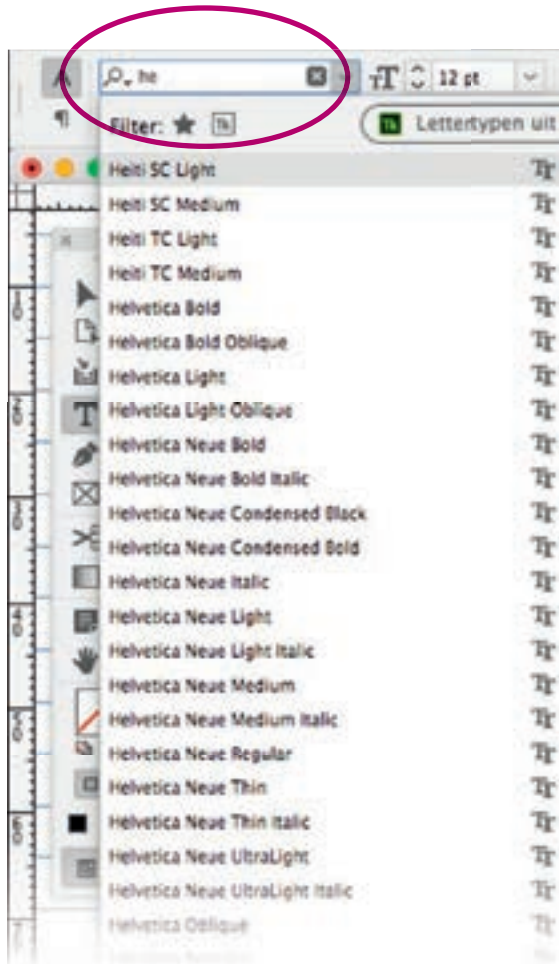 A he 12 pt
¶ Filter: Tk Tk Lettertypen uit
Heiti SC Light
Heiti SC Medium
Heiti TC Light
Heiti TC Medium
Helvetica Bold
Helvetica Bold Oblique
Helvetica Light
Helvetica Light Oblique
Helvetica Neue Bold
Helvetica Neue Bold Italic
Helvetica Neue Condensed Black
Helvetica Neue Condensed Bold
Helvetica Neue Italic
Helvetica Neue Light
Helvetica Neue Light Italic
Helvetica Neue Medium
Helvetica Neue Medium Italic
Helvetica Neue Regular
Helvetica Neue Thin
Helvetica Neue Thin Italic
Helvetica Neue UltraLight
Helvetica Neue UltraLight Italic
Helvetica Oblique